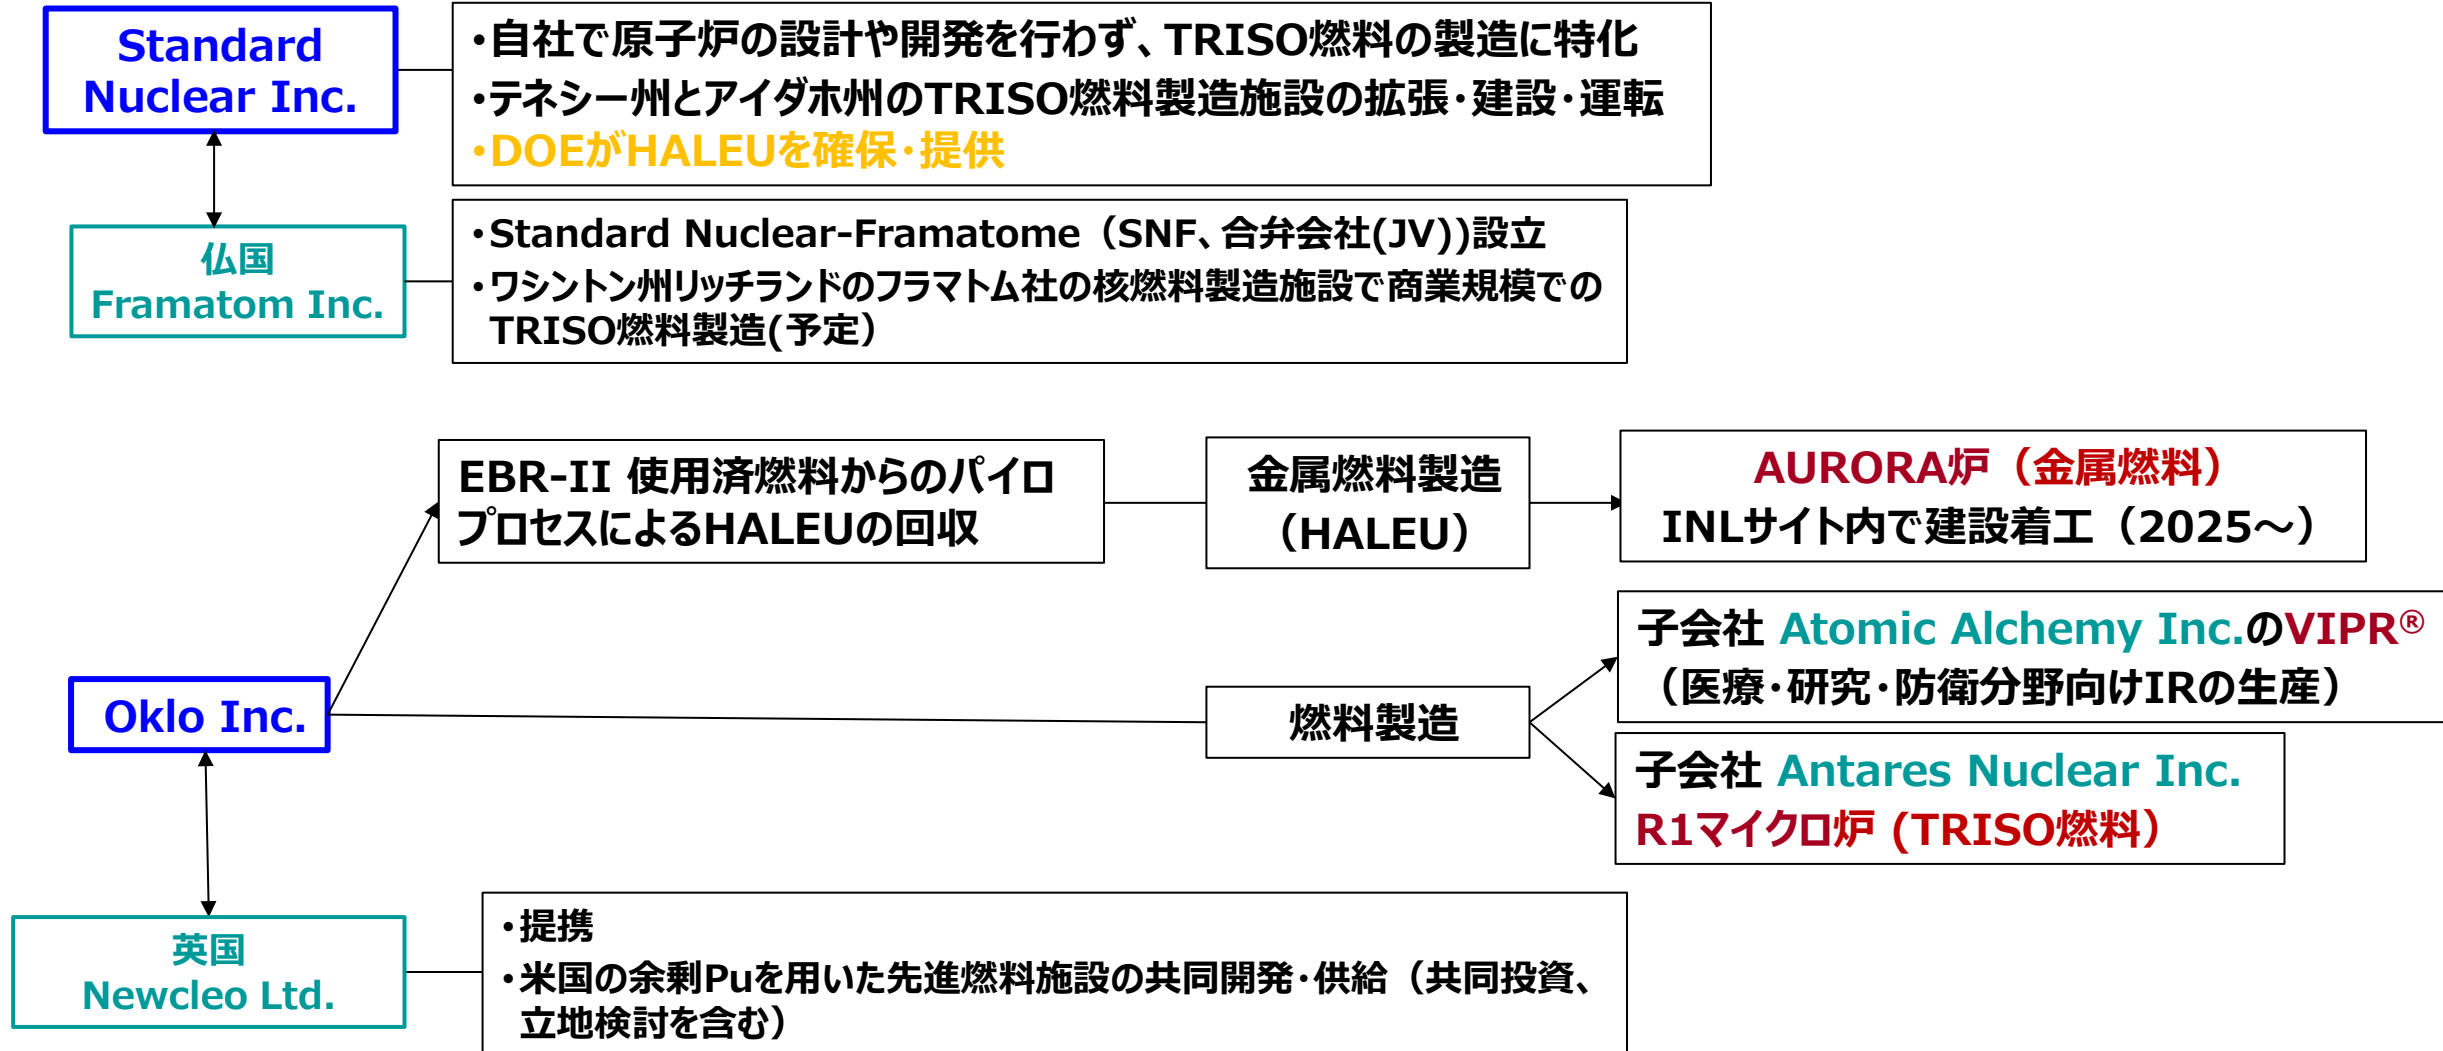 Standard
Nuclear Inc.
・自社で原子炉の設計や開発を行わず、TRISO燃料の製造に特化
・テネシー州とアイダホ州のTRISO燃料製造施設の拡張・建設・運転
・DOEがHALEUを確保・提供
仏国
Framatom Inc.
・Standard Nuclear-Framatome（SNF、合弁会社(JV))設立
・ワシントン州リッチランドのフラマトム社の核燃料製造施設で商業規模での
TRISO燃料製造(予定）
EBR-II 使用済燃料からのパイロ
プロセスによるHALEUの回収
金属燃料製造
（HALEU）
AURORA炉（金属燃料）
INLサイト内で建設着工（2025～）
Oklo Inc.
燃料製造
子会社 Atomic Alchemy Inc.のVIPR®
（医療・研究・防衛分野向けIRの生産）
子会社 Antares Nuclear Inc.
R1マイクロ炉 (TRISO燃料）
英国
Newcleo Ltd.
・提携
・米国の余剰Puを用いた先進燃料施設の共同開発・供給（共同投資、
立地検討を含む）